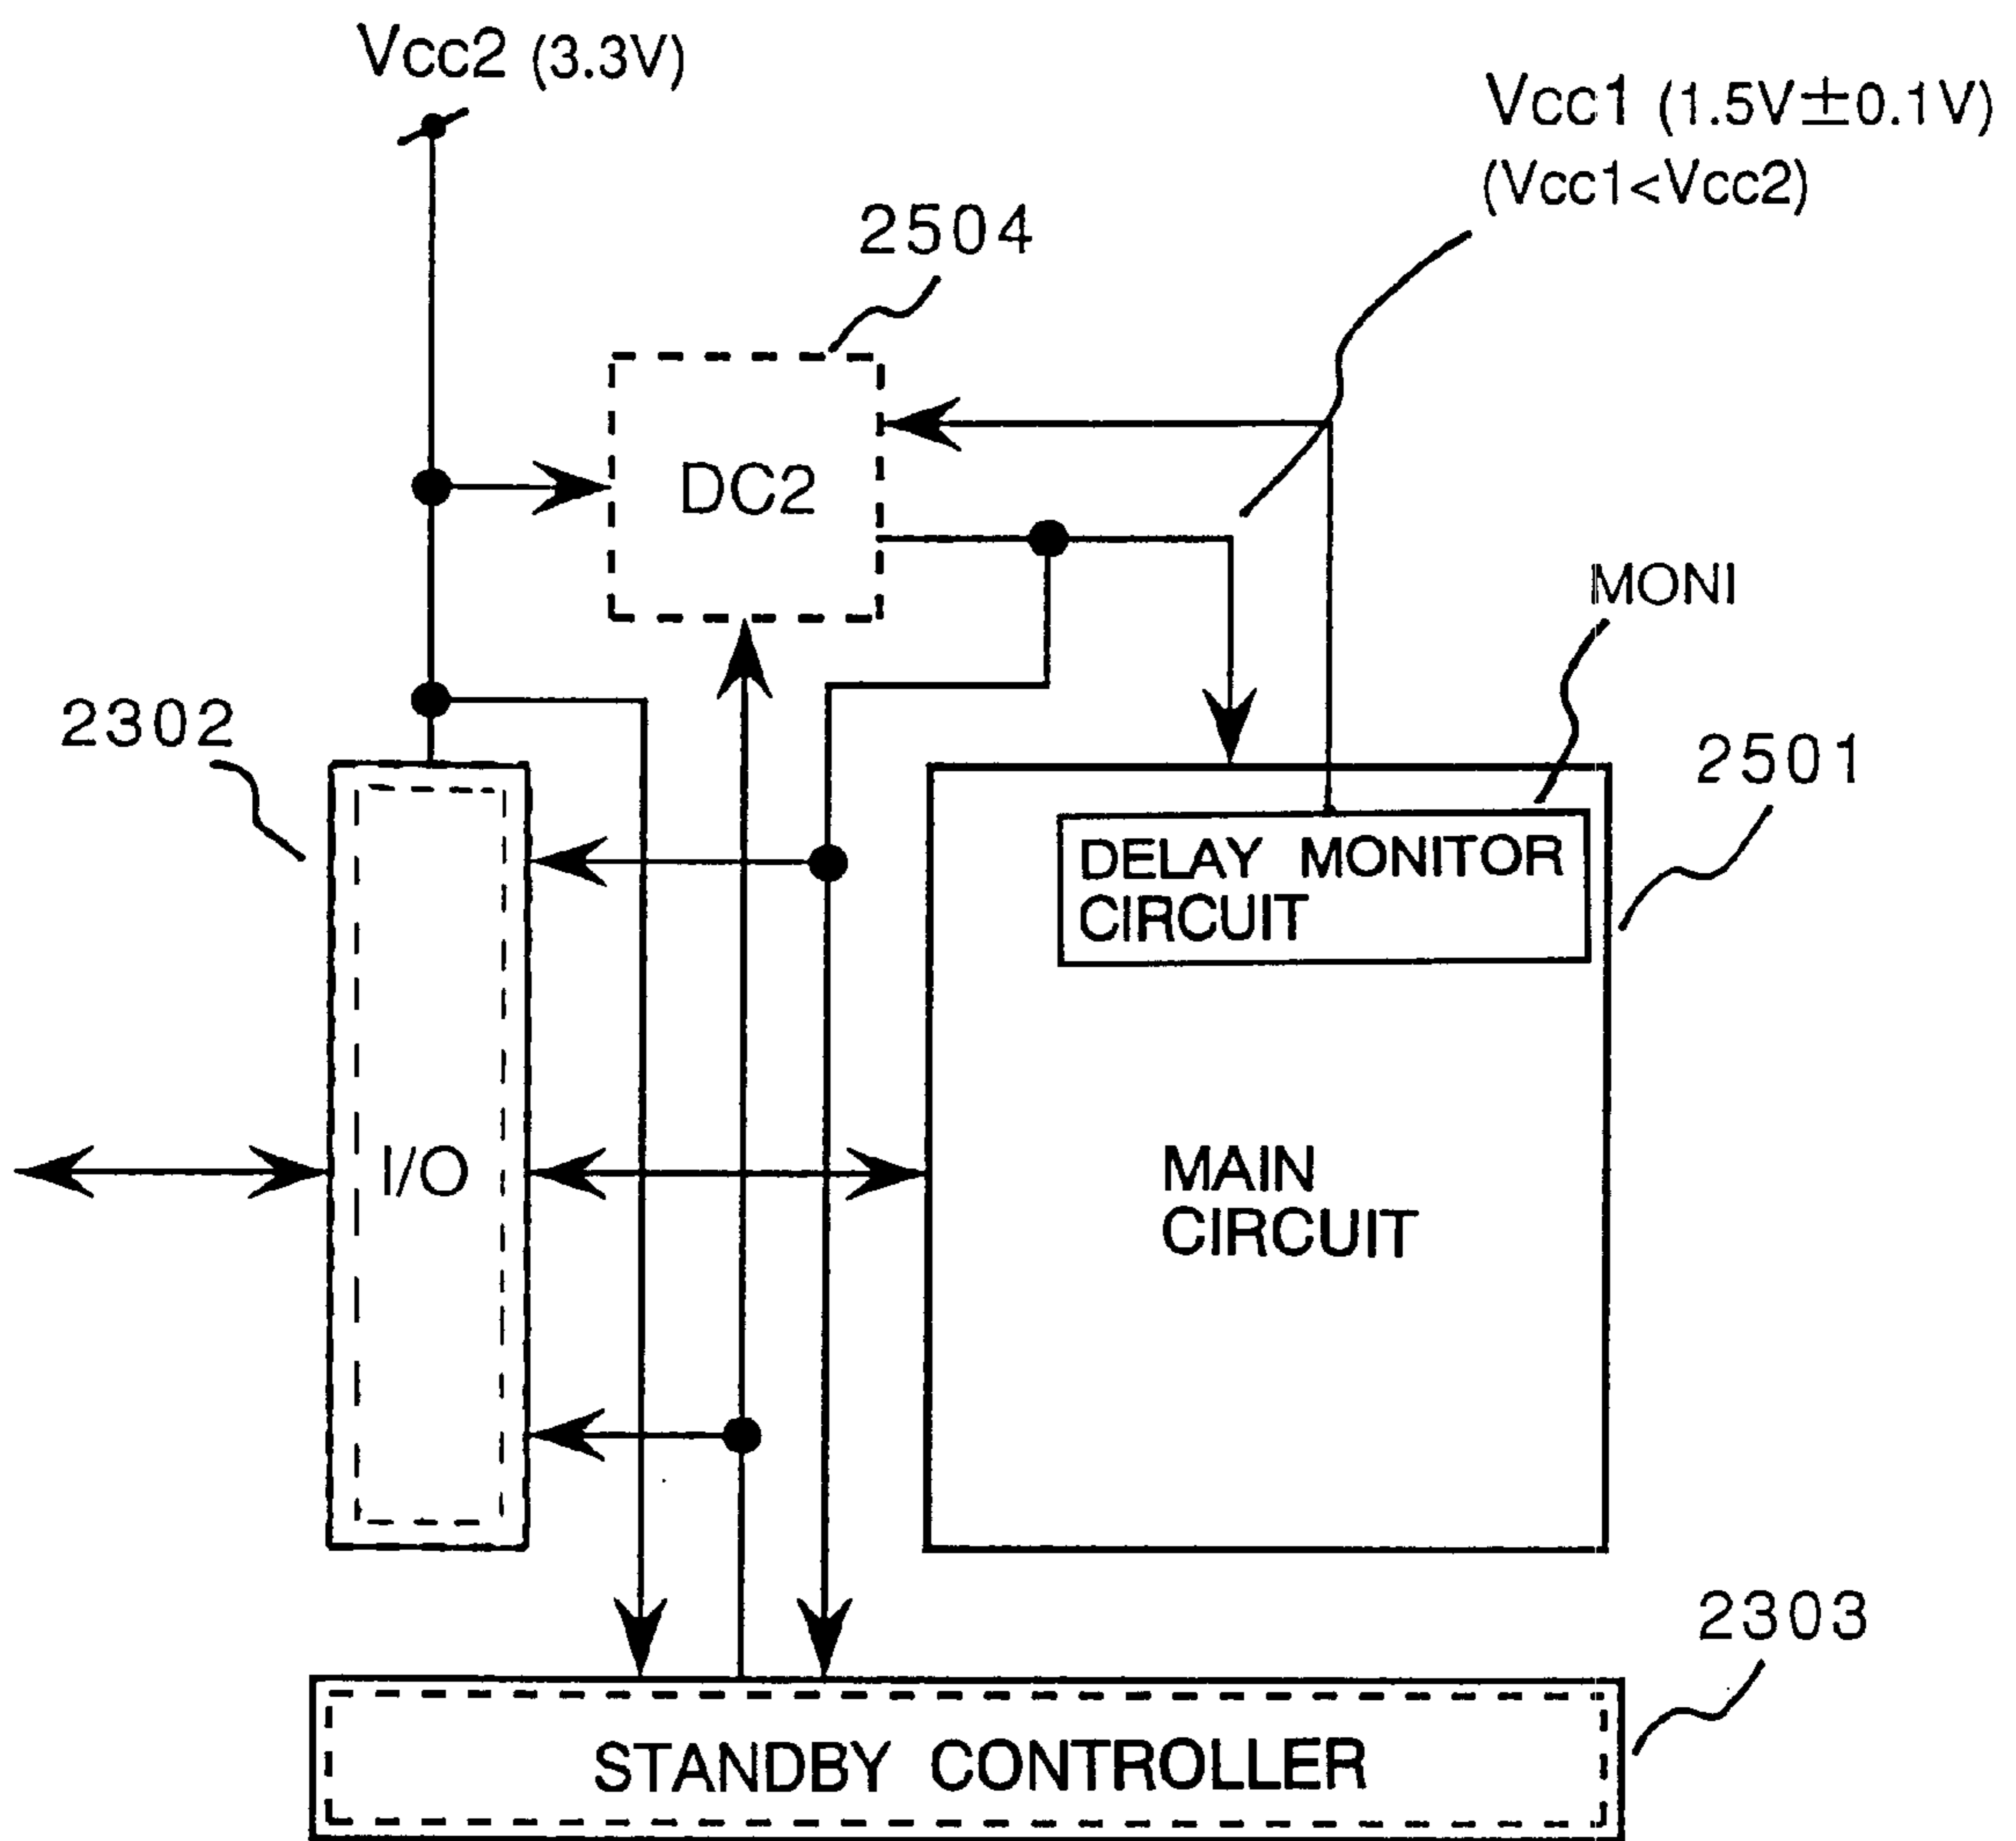 Vcc2 (3.3V)
Vcc1 (1.5V±0.1V)
(Vcc1<Vcc2)
2504
DC2
MONI
2302
2501
DELAY MONITOR
CIRCUIT
I/O
MAIN
CIRCUIT
2303
STANDBY CONTROLLER